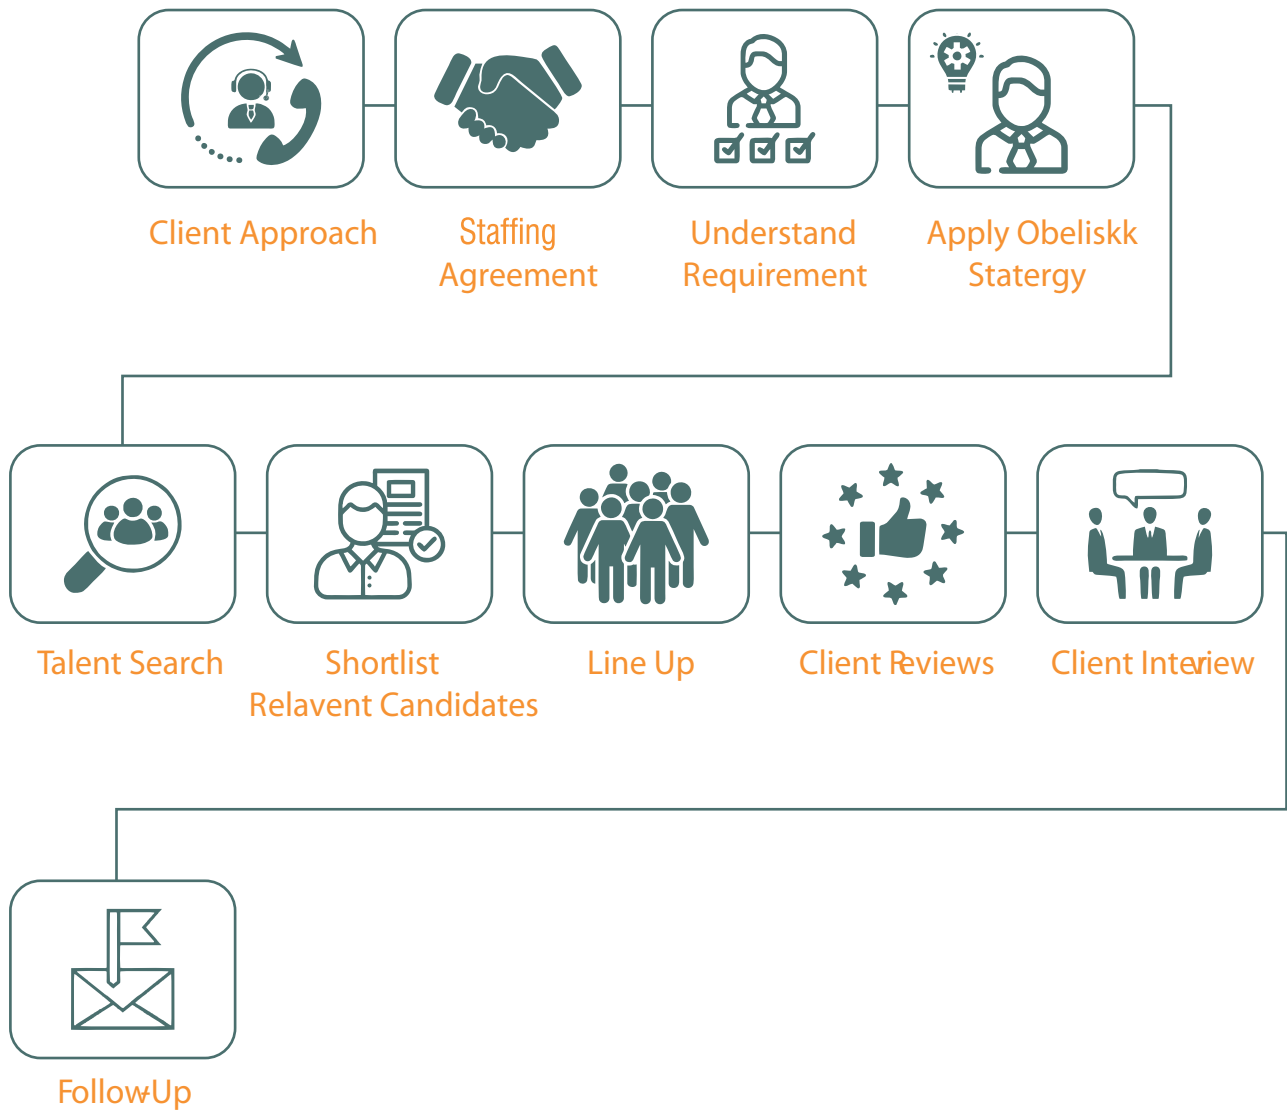 Client Approach
Staffing
Agreement
Understand
Requirement
Apply Obeliskk
Statergy
Talent Search
Shortlist
Relavent Candidates
Line Up
Client Reviews
Client Interview
Follow-Up